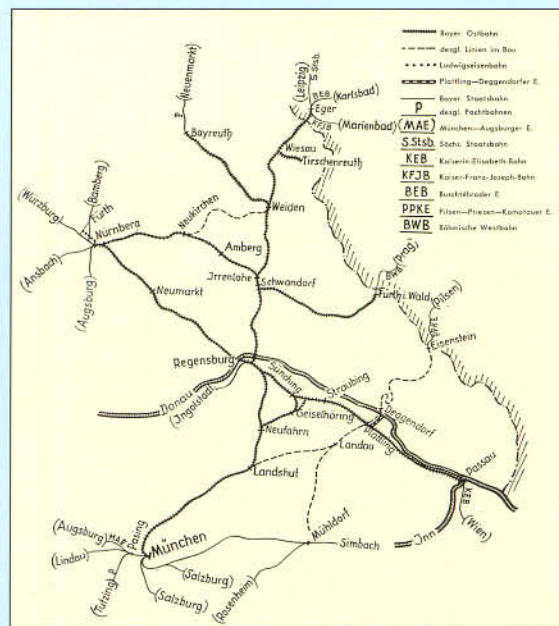 Bayer. Ostbahn
desgl. Linien im Bau
Ludwigseisenbahn
Plattling—Deggendorfer E.
Bayer. Staatsbahn
P desgl. Pachtbahnen
(MAE) München—Augsburger E.
S.Stsb. Sächs. Staatsbahn
KEB Kaiserin-Elisabeth-Bahn
KFJB Kaiser-Franz-Joseph-Bahn
BEB Buschtěhrader E.
PPKE Pilsen—Priesen—Komotauer E.
BWB Böhmische Westbahn
(Neuenmarkt)
P
(Leipzig)
S.Stsb.
BEB
(Karlsbad)
Eger
KFJB
(Marienbad)
Bayreuth
Wiesau
Tirschenreuth
(Bamberg)
Würzburg)
Fürth
Neukirchen
Weiden
Nürnberg
Amberg
(Prag)
BWB
(Ansbach)
Irrenlohe
Schwandorf
(Augsburg)
Neumarkt
Furth i. Wald
(Pilsen)
PPKE
Eisenstein
Regensburg
Sünching
Straubing
Donau
(Ingolstadt)
Geiselhöring
Deggendorf
Neufahrn
Plattling
Landau
Passau
Landshut
KEB
(Wien)
(Augsburg)
MAE
Pasing
Mühldorf
Inn
(Lindau)
München
Simbach
(Tutzing)
P
(Salzburg)
(Salzburg)
(Rosenheim)